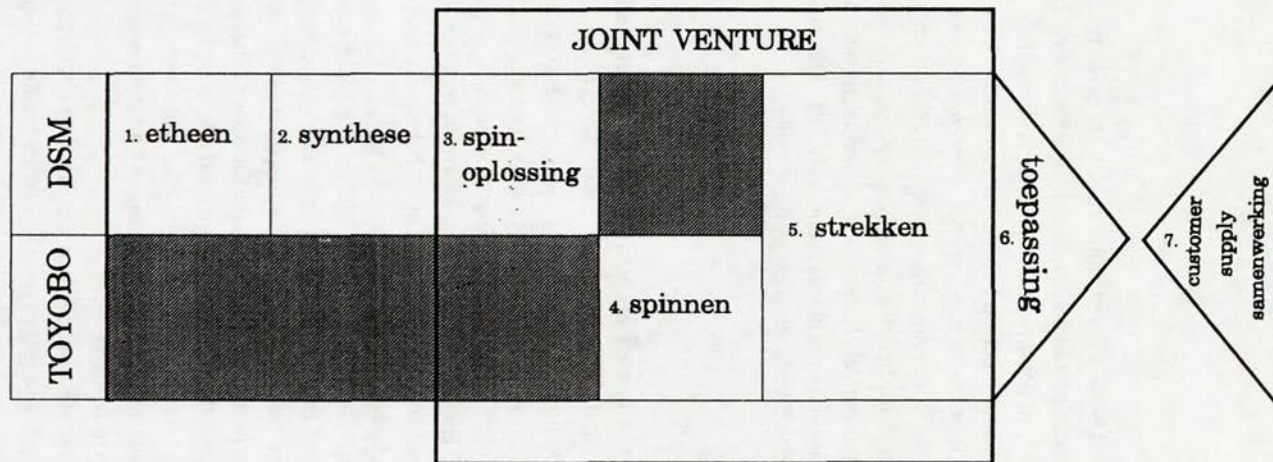 JOINT VENTURE
DSM
1. etheen
2. synthese
3. spin-
oplossing
TOYOBO
4. spinnen
5. strekken
6. toepassing
7. customer
supply
samenwerking